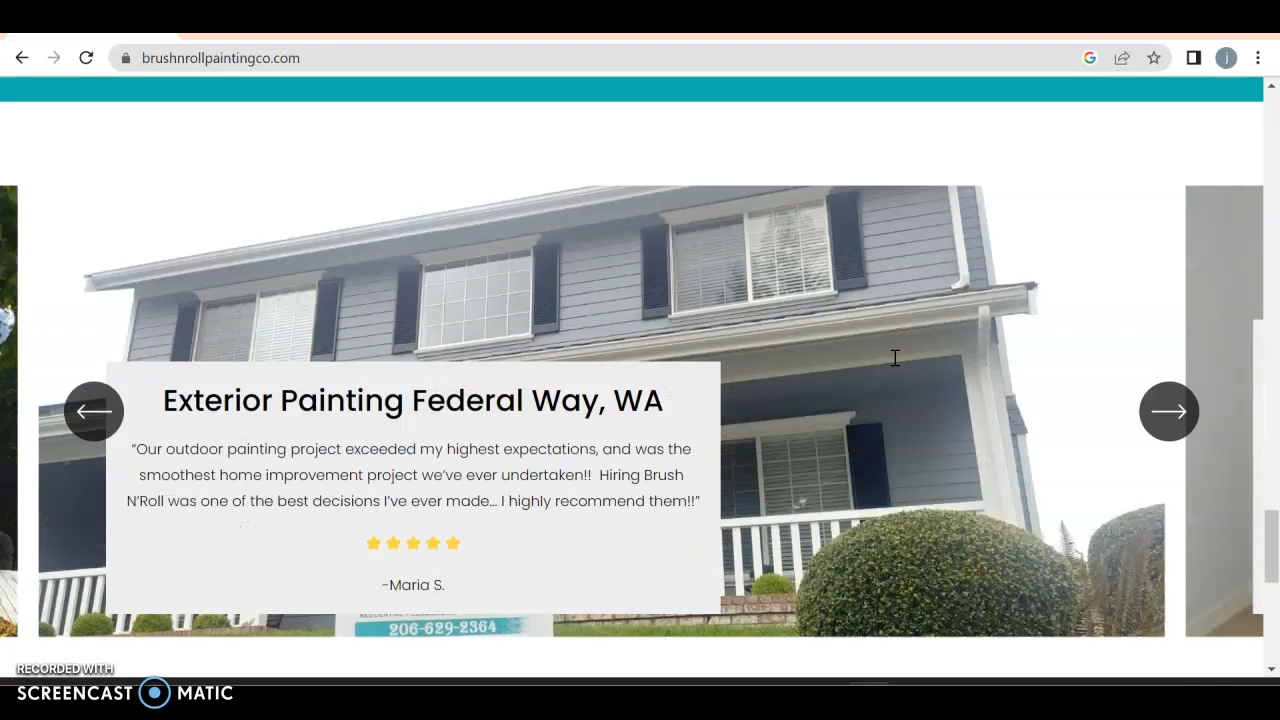 brushnrollpaintingco.com
j
Exterior Painting Federal Way, WA
“Our outdoor painting project exceeded my highest expectations, and was the
smoothest home improvement project we’ve ever undertaken!!  Hiring Brush
N’Roll was one of the best decisions I’ve ever made... I highly recommend them!!”
-Maria S.
206-629-2364
RECORDED WITH
SCREENCAST MATIC